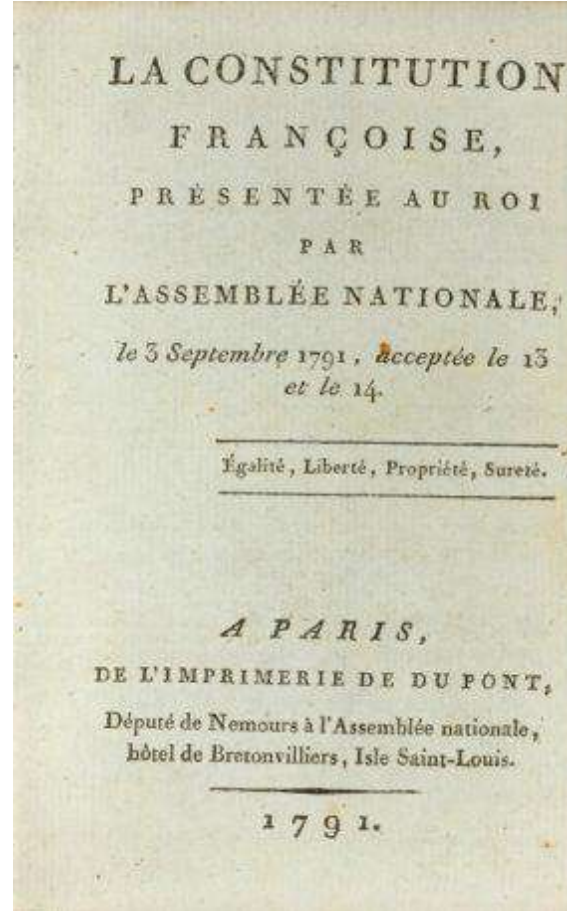 LA CONSTITUTION
FRANÇOISE,
PRÉSENTÉE AU ROI
PAR
L'ASSEMBLÉE NATIONALE,
le 3 Septembre 1791, acceptée le 13
et le 14.
Égalité, Liberté, Propriété, Sureté.
A PARIS,
DE L'IMPRIMERIE DE DU PONT,
Député de Nemours à l'Assemblée nationale,
hôtel de Bretonvilliers, Isle Saint-Louis.
1791.